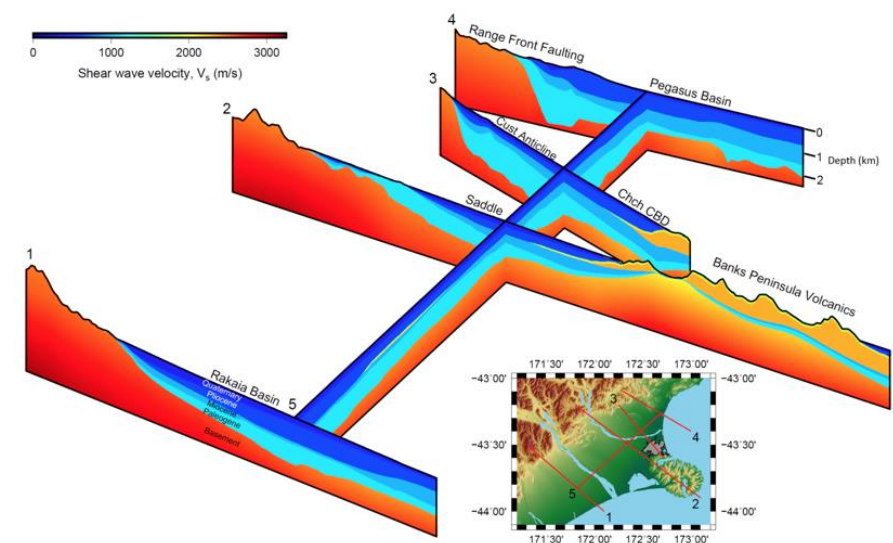 0 1000 2000 3000
Shear wave velocity, Vs (m/s)
4
Range Front Faulting
Pegasus Basin
3
Cust Anticline
0
1
Depth (km)
2
2
Saddle
Chch CBD
Banks Peninsula Volcanics
1
Rakaia Basin
5
Quaternary
Pliocene
Miocene
Paleogene
Basement
171˚30' 172˚00' 172˚30' 173˚00'
−43˚00' −43˚00'
3
4
−43˚30' −43˚30'
5
2
1
−44˚00' −44˚00'
171˚30' 172˚00' 172˚30' 173˚00'